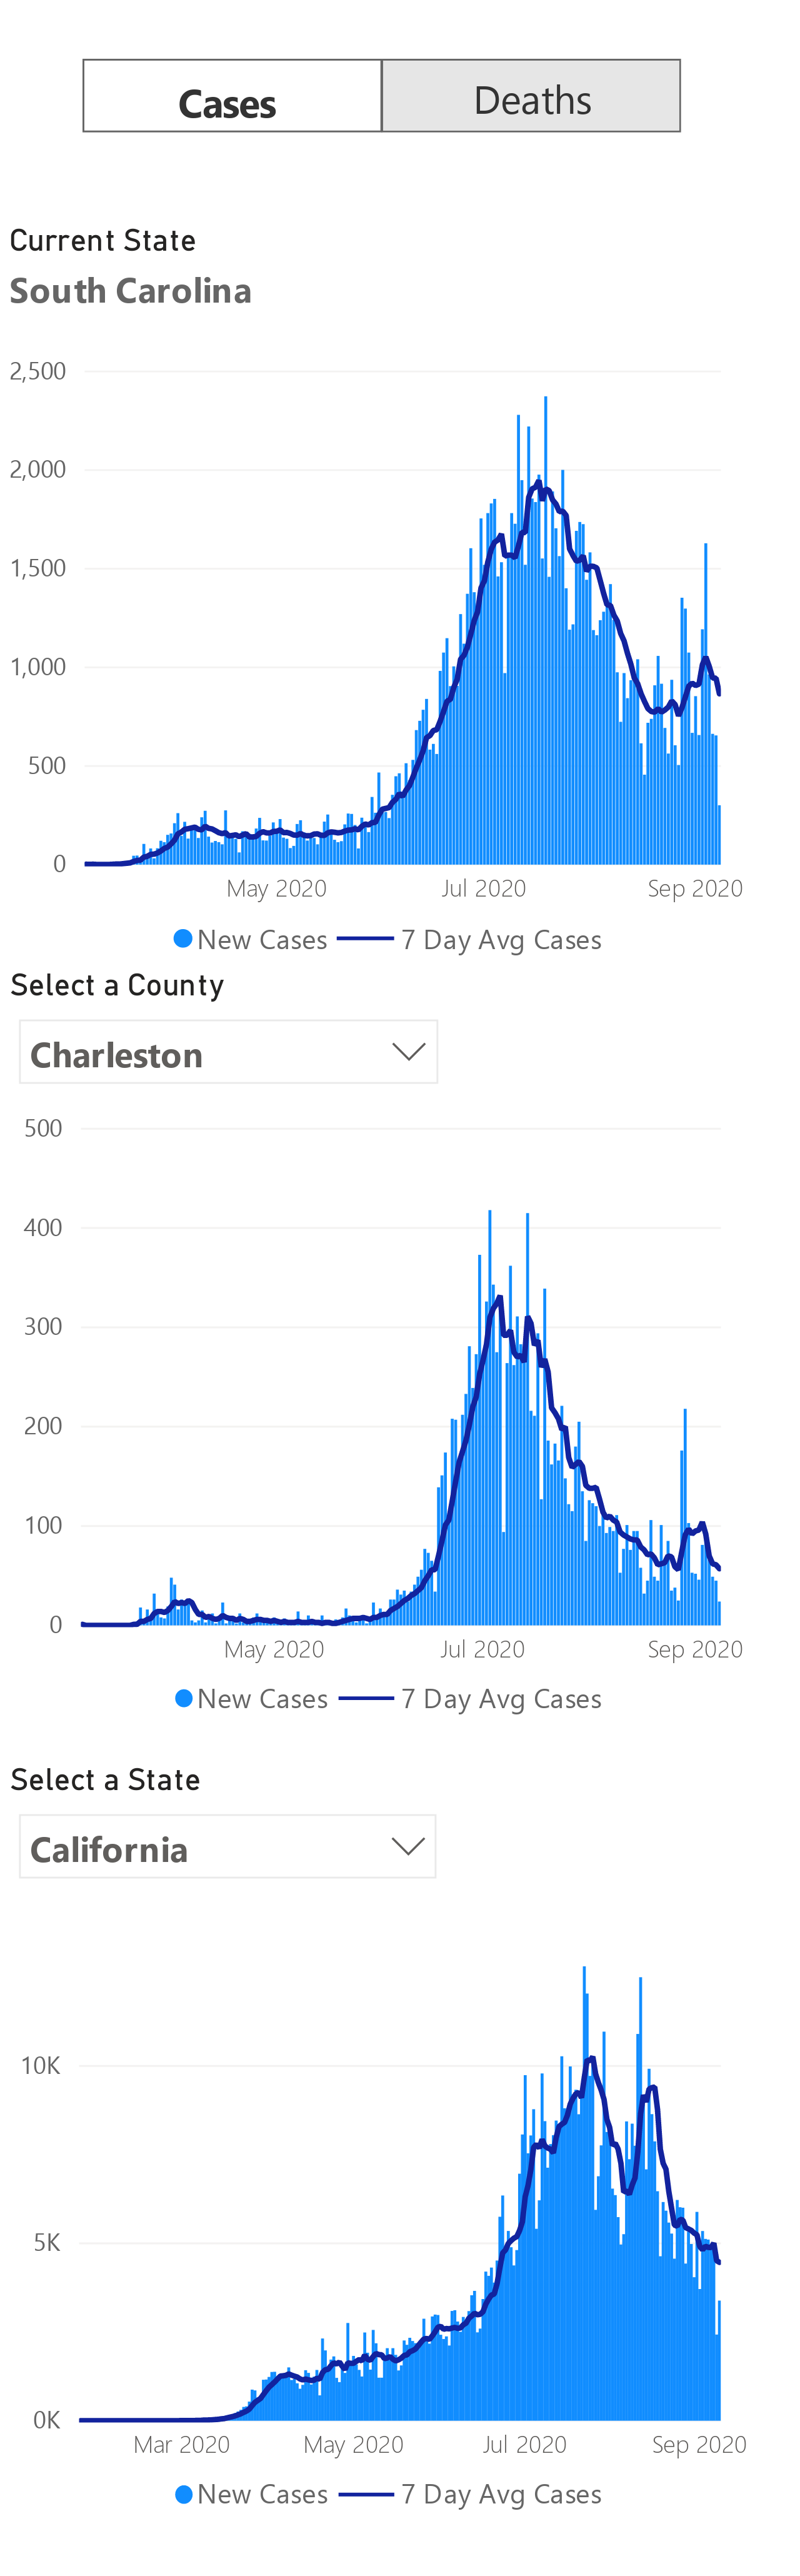 Cases Deaths
Current State
South Carolina
2,500
2,000
1,500
1,000
500
0
May 2020 Jul 2020 Sep 2020
New Cases 7 Day Avg Cases
Select a County
Charleston
500
400
300
200
100
0
May 2020 Jul 2020 Sep 2020
New Cases 7 Day Avg Cases
Select a State
California
10K
5K
0K
Mar 2020 May 2020 Jul 2020 Sep 2020
New Cases 7 Day Avg Cases